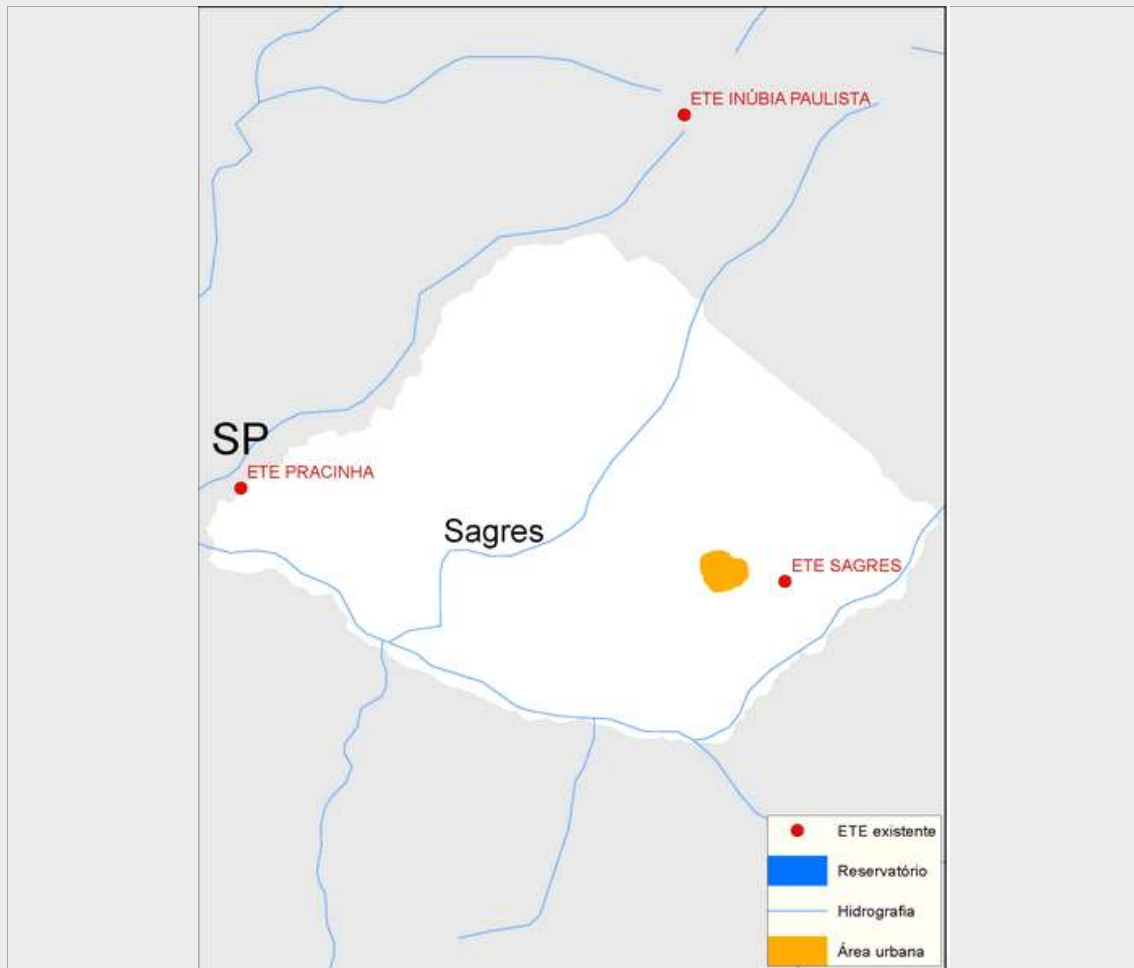 ETE INÚBIA PAULISTA
SP
ETE PRACINHA
Sagres
ETE SAGRES
ETE existente
Reservatório
Hidrografia
Área urbana